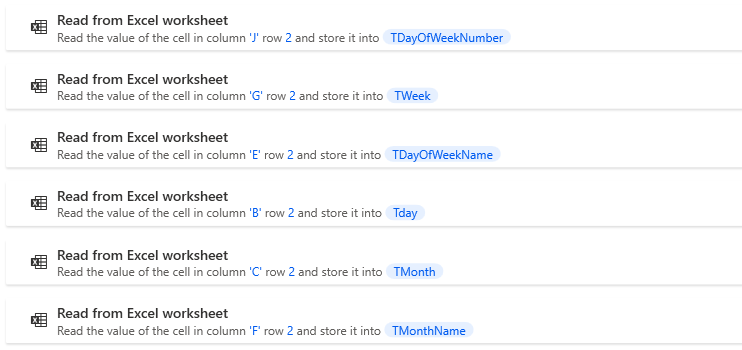 Read from Excel worksheet
Read the value of the cell in column 'J' row 2 and store it into TDayOfWeekNumber
Read from Excel worksheet
Read the value of the cell in column 'G' row 2 and store it into TWeek
Read from Excel worksheet
Read the value of the cell in column 'E' row 2 and store it into TDayOfWeekName
Read from Excel worksheet
Read the value of the cell in column 'B' row 2 and store it into Tday
Read from Excel worksheet
Read the value of the cell in column 'C' row 2 and store it into TMonth
Read from Excel worksheet
Read the value of the cell in column 'F' row 2 and store it into TMonthName